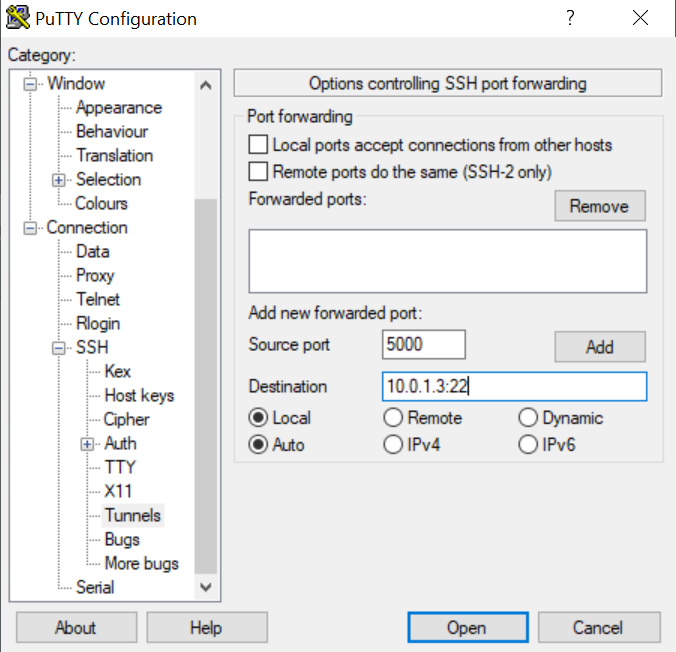 PuTTY Configuration
?
Category:
Window
Appearance
Behaviour
Translation
Selection
Colours
Connection
Data
Proxy
Telnet
Rlogin
SSH
Kex
Host keys
Cipher
Auth
TTY
X11
Tunnels
Bugs
More bugs
Serial
Options controlling SSH port forwarding
Port forwarding
Local ports accept connections from other hosts
Remote ports do the same (SSH-2 only)
Forwarded ports:
Remove
Add new forwarded port:
Source port 5000 Add
Destination 10.0.1.3:22
Local Remote Dynamic
Auto IPv4 IPv6
About Help Open Cancel